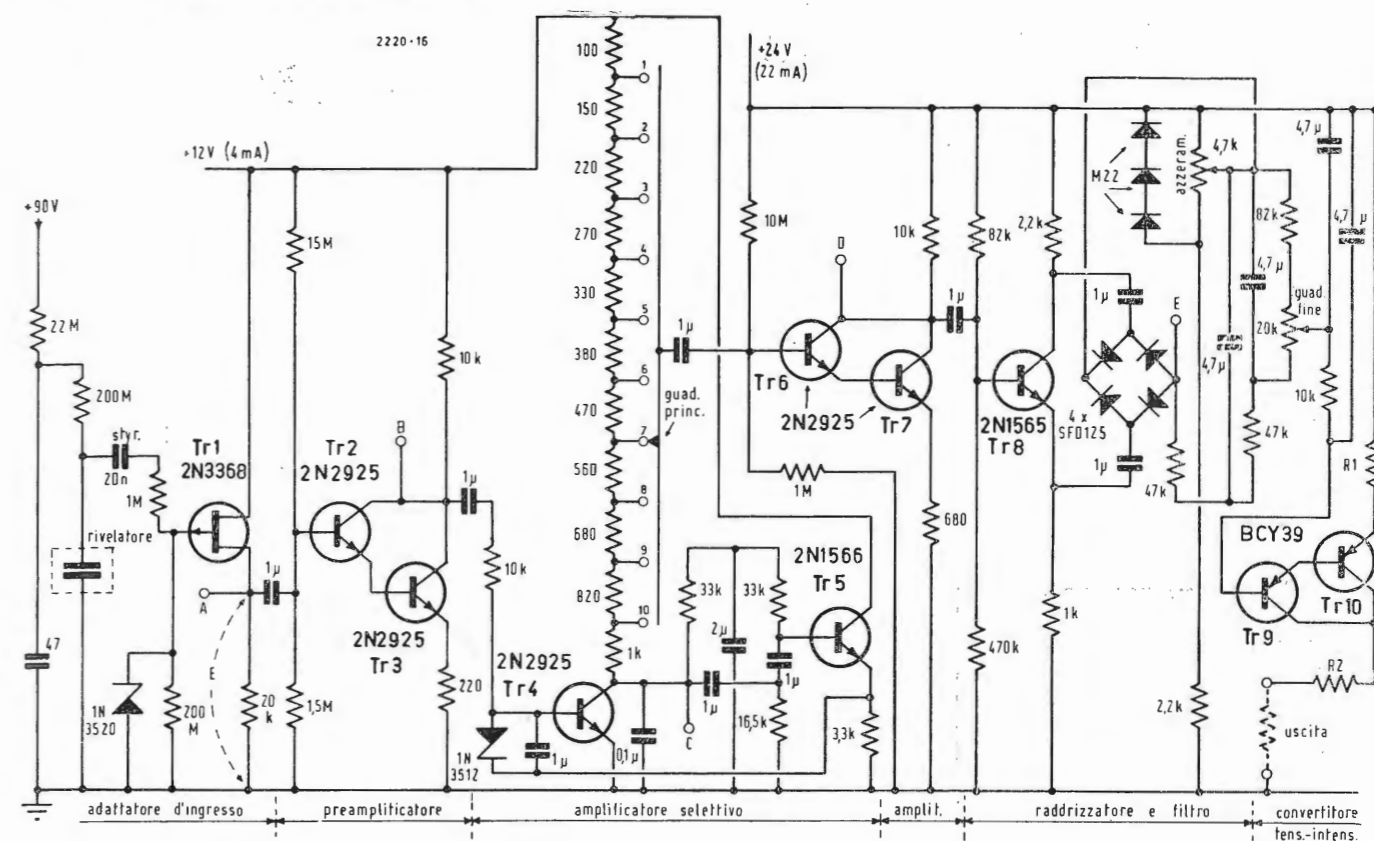 2220-16
+90V
22M
200M
styr.
20n
1M
rivelatore
47
1N
3520
200
M
+12V (4mA)
Tr1
2N3368
A
E
20
k
1µ
15M
1,5M
Tr2
2N2925
B
10k
2N2925
Tr3
220
1µ
10k
1N
3512
1µ
2N2925
Tr4
0,1µ
100
150
220
270
330
380
470
560
680
820
1k
1
2
3
4
5
6
7
8
9
10
guad.
princ.
1µ
C
33k
2µ
33k
1µ
16,5k
2N1566
Tr5
3,3k
1µ
+24V
(22mA)
10M
1M
D
Tr6
2N2925
Tr7
10k
680
1µ
82k
470k
2,2k
2N1565
Tr8
1k
1µ
1µ
4x
SFD125
E
47k
M22
4,7k
azzeram.
2,2k
4,7µ
4,7µ
47k
82k
guad.
fine
20k
4,7µ
4,7µ
10k
R1
BCY39
Tr9
Tr10
R2
uscita
adattatore d'ingresso
preamplificatore
amplificatore selettivo
amplit.
raddrizzatore e filtro
convertitore
tens.-intens.